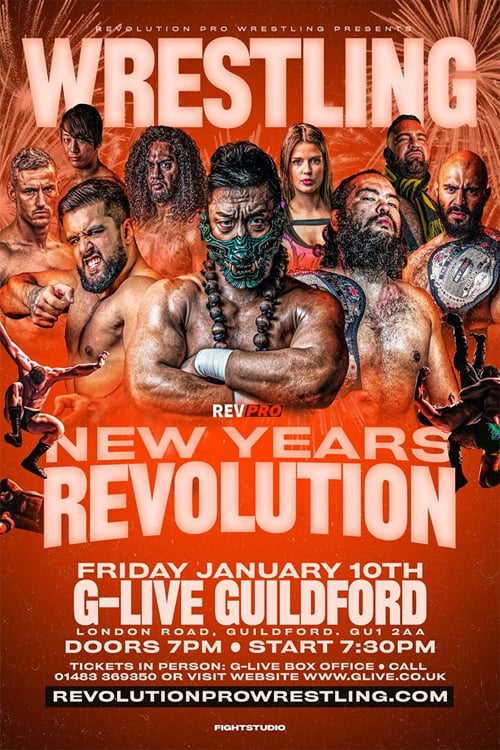 REVOLUTION PRO WRESTLING PRESENTS
WRESTLING
REVPRO
NEW YEARS
REVOLUTION
FRIDAY JANUARY 10TH
G-LIVE GUILDFORD
LONDON ROAD, GUILDFORD. GU1 2AA
DOORS 7PM • START 7:30PM
TICKETS IN PERSON: G-LIVE BOX OFFICE • CALL
01483 369350 OR VISIT WEBSITE WWW.GLIVE.CO.UK
REVOLUTIONPROWRESTLING.COM
FIGHTSTUDIO